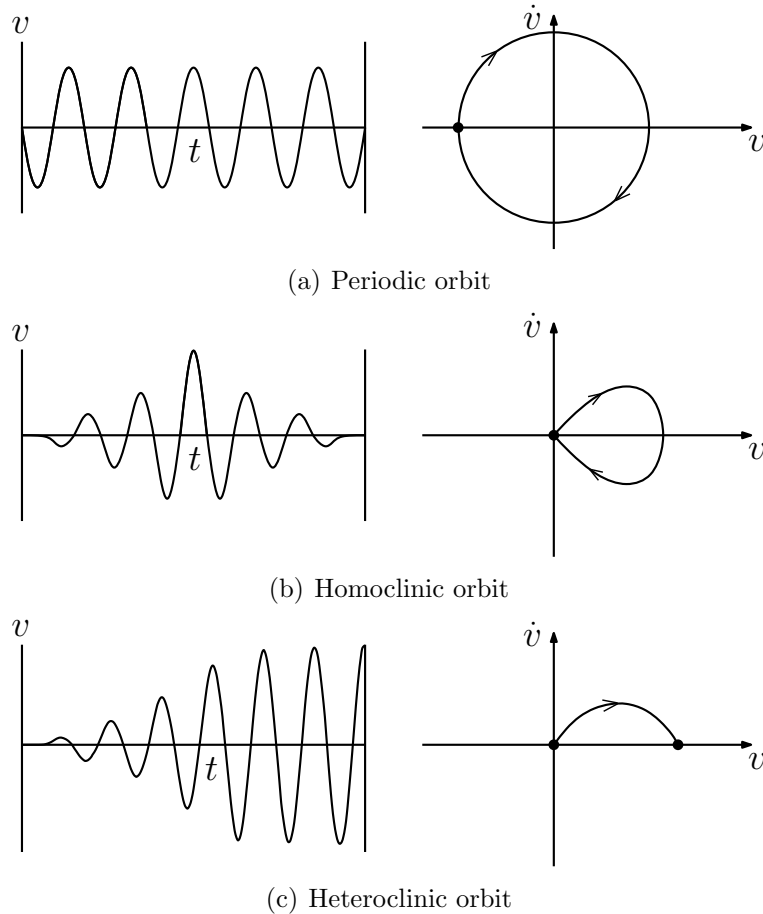 v
t
v̇
v
(a) Periodic orbit
v
t
v̇
v
(b) Homoclinic orbit
v
t
v̇
v
(c) Heteroclinic orbit